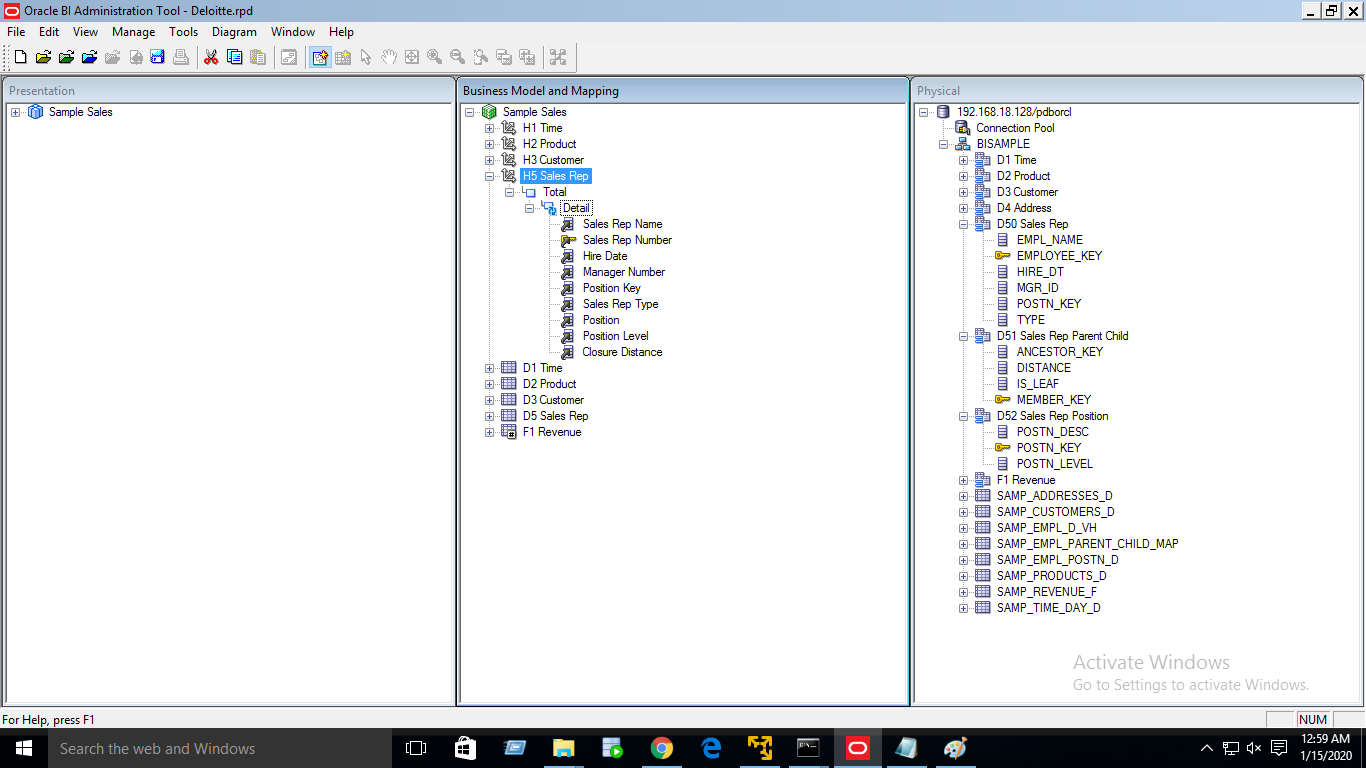 Oracle BI Administration Tool - Deloitte.rpd
File Edit View Manage Tools Diagram Window Help
Presentation
Sample Sales
Business Model and Mapping
Sample Sales
H1 Time
H2 Product
H3 Customer
H5 Sales Rep
Total
Detail
Sales Rep Name
Sales Rep Number
Hire Date
Manager Number
Position Key
Sales Rep Type
Position
Position Level
Closure Distance
D1 Time
D2 Product
D3 Customer
D5 Sales Rep
F1 Revenue
Physical
192.168.18.128/pdborcl
Connection Pool
BISAMPLE
D1 Time
D2 Product
D3 Customer
D4 Address
D50 Sales Rep
EMPL_NAME
EMPLOYEE_KEY
HIRE_DT
MGR_ID
POSTN_KEY
TYPE
D51 Sales Rep Parent Child
ANCESTOR_KEY
DISTANCE
IS_LEAF
MEMBER_KEY
D52 Sales Rep Position
POSTN_DESC
POSTN_KEY
POSTN_LEVEL
F1 Revenue
SAMP_ADDRESSES_D
SAMP_CUSTOMERS_D
SAMP_EMPL_D_VH
SAMP_EMPL_PARENT_CHILD_MAP
SAMP_EMPL_POSTN_D
SAMP_PRODUCTS_D
SAMP_REVENUE_F
SAMP_TIME_DAY_D
Activate Windows
Go to Settings to activate Windows.
For Help, press F1
NUM
Search the web and Windows
12:59 AM
1/15/2020